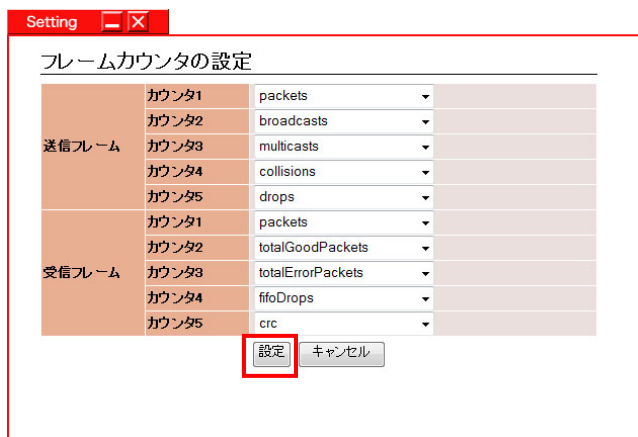 Setting
フレームカウンタの設定
送信フレーム
カウンタ1 packets
カウンタ2 broadcasts
カウンタ3 multicasts
カウンタ4 collisions
カウンタ5 drops
受信フレーム
カウンタ1 packets
カウンタ2 totalGoodPackets
カウンタ3 totalErrorPackets
カウンタ4 fifoDrops
カウンタ5 crc
設定 キャンセル